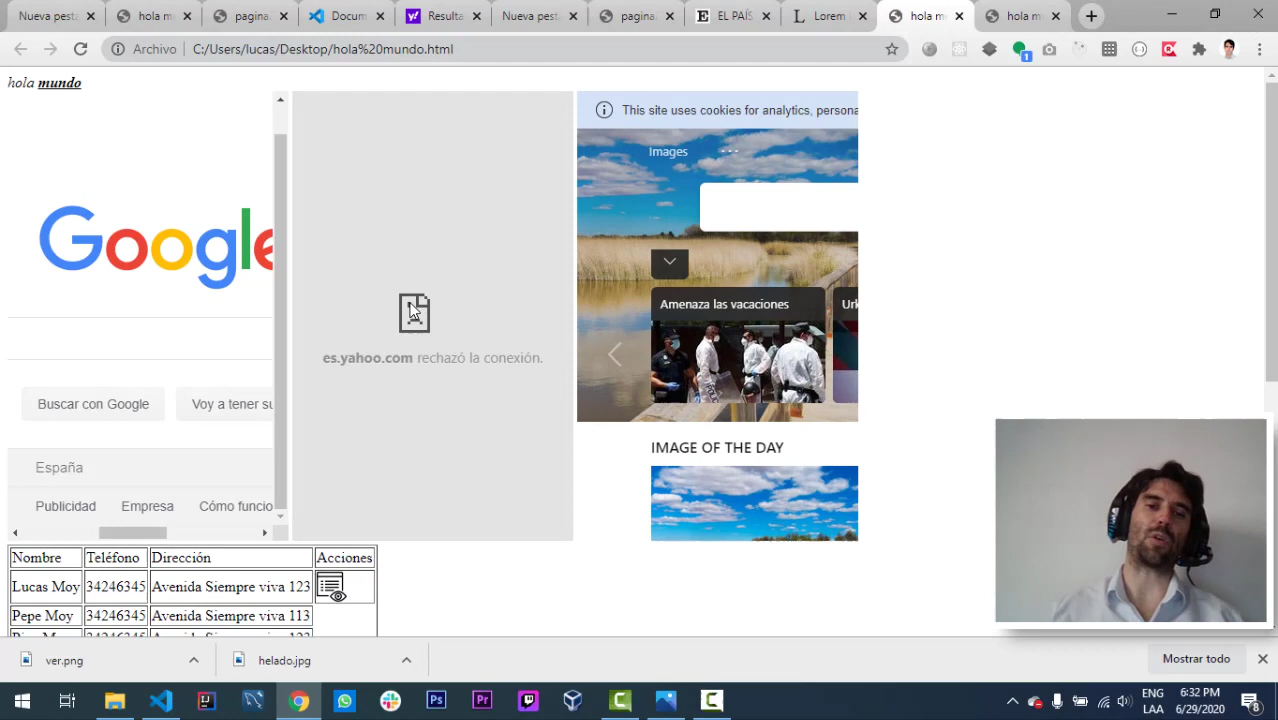 Nueva pest
hola m
pagina.
Docum
Resulta
Nueva pest
pagina.
EL PAÍS
Lorem
hola m
hola m
Archivo
C:/Users/lucas/Desktop/hola%20mundo.html
1
hola mundo
Google
Buscar con Google
Voy a tener su
España
Publicidad
Empresa
Cómo funcio
es.yahoo.com rechazó la conexión.
This site uses cookies for analytics, persona
Images
Amenaza las vacaciones
IMAGE OF THE DAY
Nombre Teléfono Dirección Acciones
Lucas Moy 34246345 Avenida Siempre viva 123
Pepe Moy 34246345 Avenida Siempre viva 113
ver.png
helado.jpg
Mostrar todo
Ps
Pr
ENG
LAA
6:32 PM
6/29/2020
8